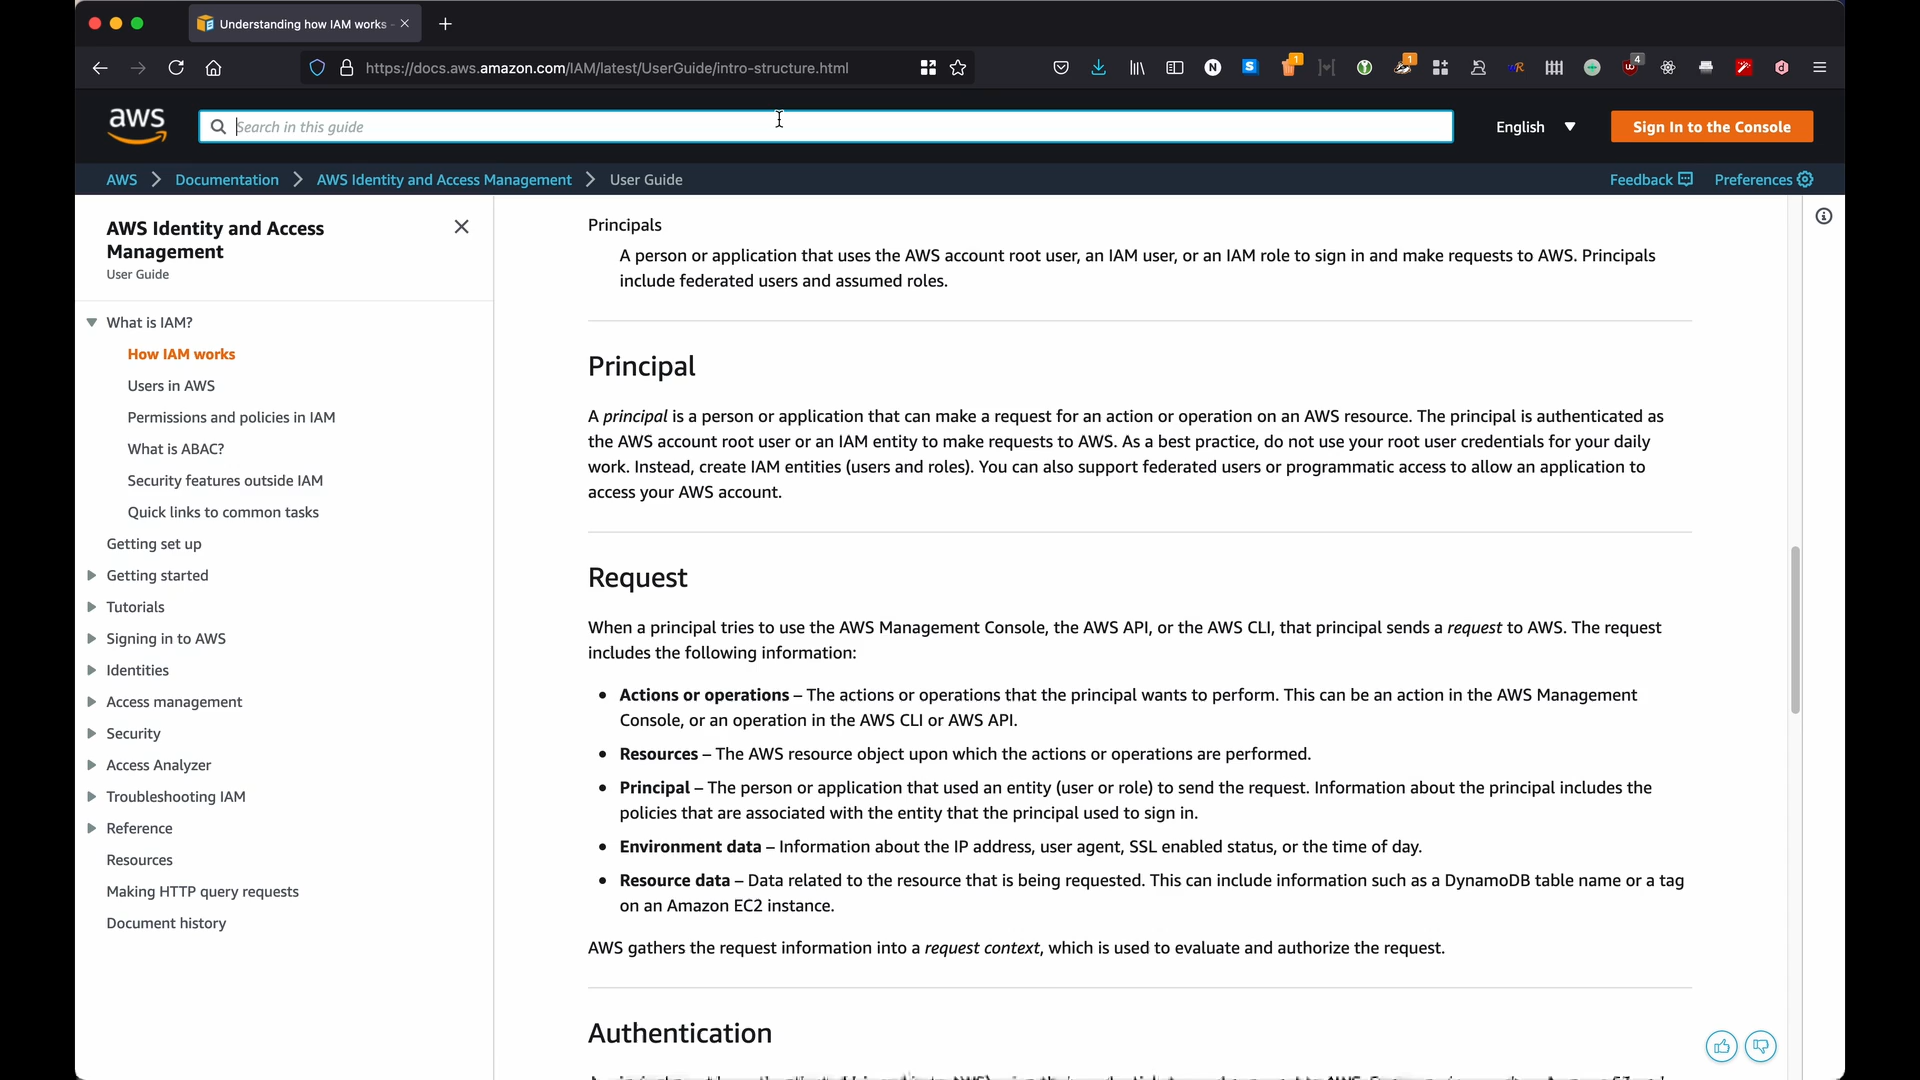 Understanding how IAM works -
https://docs.aws.amazon.com/IAM/latest/UserGuide/intro-structure.html
aws
Search in this guide
English
Sign In to the Console
AWS
Documentation
AWS Identity and Access Management
User Guide
Feedback
Preferences
AWS Identity and Access
Management
User Guide
What is IAM?
How IAM works
Users in AWS
Permissions and policies in IAM
What is ABAC?
Security features outside IAM
Quick links to common tasks
Getting set up
Getting started
Tutorials
Signing in to AWS
Identities
Access management
Security
Access Analyzer
Troubleshooting IAM
Reference
Resources
Making HTTP query requests
Document history
Principals
A person or application that uses the AWS account root user, an IAM user, or an IAM role to sign in and make requests to AWS. Principals
include federated users and assumed roles.
Principal
A principal is a person or application that can make a request for an action or operation on an AWS resource. The principal is authenticated as
the AWS account root user or an IAM entity to make requests to AWS. As a best practice, do not use your root user credentials for your daily
work. Instead, create IAM entities (users and roles). You can also support federated users or programmatic access to allow an application to
access your AWS account.
Request
When a principal tries to use the AWS Management Console, the AWS API, or the AWS CLI, that principal sends a request to AWS. The request
includes the following information:
• Actions or operations – The actions or operations that the principal wants to perform. This can be an action in the AWS Management
Console, or an operation in the AWS CLI or AWS API.
• Resources – The AWS resource object upon which the actions or operations are performed.
• Principal – The person or application that used an entity (user or role) to send the request. Information about the principal includes the
policies that are associated with the entity that the principal used to sign in.
• Environment data – Information about the IP address, user agent, SSL enabled status, or the time of day.
• Resource data – Data related to the resource that is being requested. This can include information such as a DynamoDB table name or a tag
on an Amazon EC2 instance.
AWS gathers the request information into a request context, which is used to evaluate and authorize the request.
Authentication